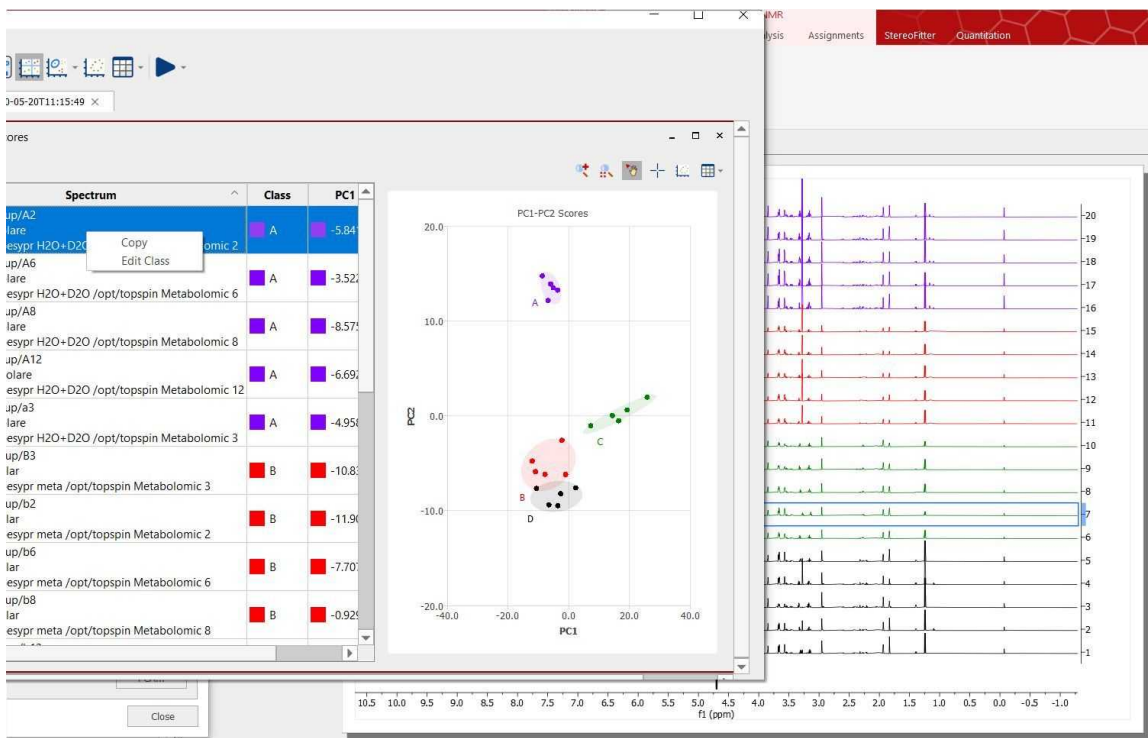 NMR
lysis Assignments StereoFitter Quantitation
0-05-20T11:15:49
ores
Spectrum Class PC1
up/A2
lare
esypr H2O+D2O
omic 2
A
-5.841
Copy
Edit Class
up/A6
lare
esypr H2O+D2O /opt/topspin Metabolomic 6
A
-3.522
up/A8
lare
esypr H2O+D2O /opt/topspin Metabolomic 8
A
-8.575
up/A12
olare
esypr H2O+D2O /opt/topspin Metabolomic 12
A
-6.692
up/a3
lare
esypr H2O+D2O /opt/topspin Metabolomic 3
A
-4.958
up/B3
lar
esypr meta /opt/topspin Metabolomic 3
B
-10.83
up/b2
lar
esypr meta /opt/topspin Metabolomic 2
B
-11.90
up/b6
lar
esypr meta /opt/topspin Metabolomic 6
B
-7.707
up/b8
lar
esypr meta /opt/topspin Metabolomic 8
B
-0.929
PC1-PC2 Scores
20.0
10.0
0.0
-10.0
-20.0
PC2
A
C
B
D
-40.0 -20.0 0.0 20.0 40.0
PC1
20
19
18
17
16
15
14
13
12
11
10
9
8
7
6
5
4
3
2
1
Close
10.5 10.0 9.5 9.0 8.5 8.0 7.5 7.0 6.5 6.0 5.5 5.0 4.5 4.0 3.5 3.0 2.5 2.0 1.5 1.0 0.5 0.0 -0.5 -1.0
f1 (ppm)